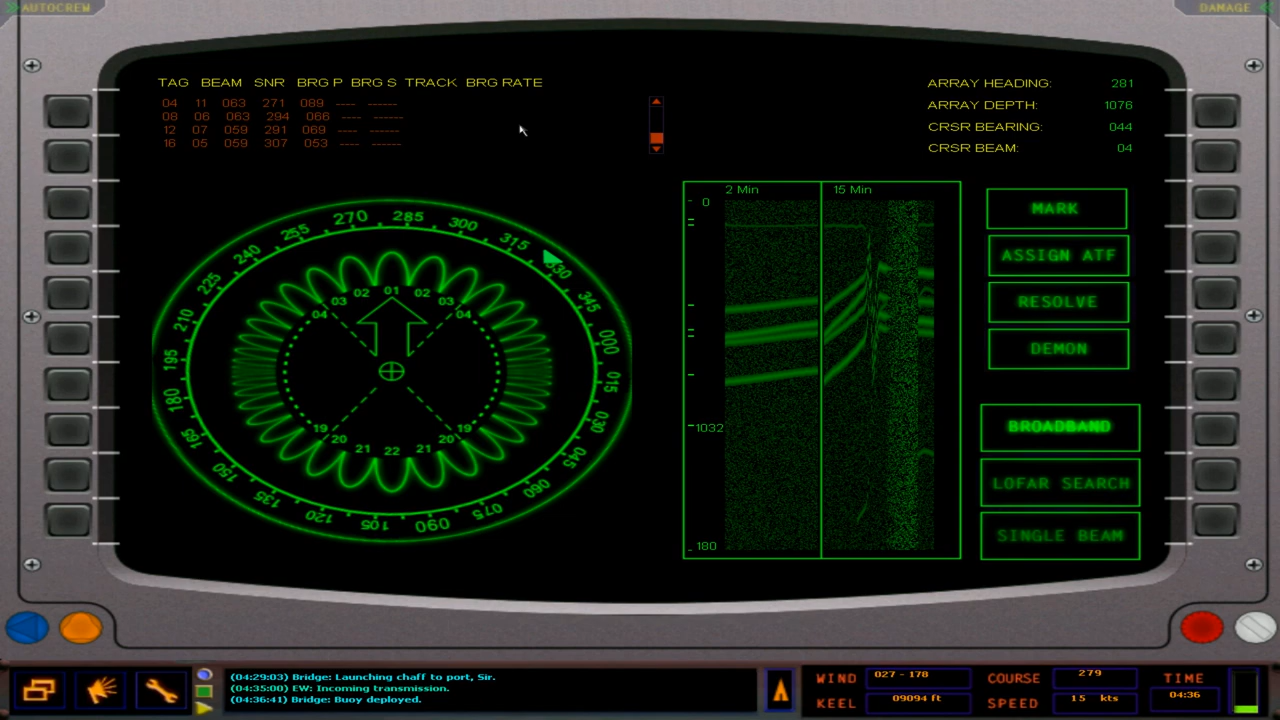 AUTOCREW
DAMAGE
TAG BEAM SNR BRG P BRG S TRACK BRG RATE
04 11 063 271 089 ---- ------
08 06 063 294 066 ---- ------
12 07 059 291 069 ---- ------
16 05 059 307 053 ---- ------
ARRAY HEADING: 281
ARRAY DEPTH: 1076
CRSR BEARING: 044
CRSR BEAM: 04
270 285 300 315 330 345 000 015 030 045 060 075 090 105 120 135 150 165 180 195 210 225 240 255
04 03 02 01 02 03 04
19 20 21 22 21 20 19
2 Min 15 Min
0
1032
180
MARK
ASSIGN ATF
RESOLVE
DEMON
BROADBAND
LOFAR SEARCH
SINGLE BEAM
(04:29:03) Bridge: Launching chaff to port, Sir.
(04:35:00) EW: Incoming transmission.
(04:36:41) Bridge: Buoy deployed.
WIND 027 - 178
KEEL 09094 ft
COURSE 279
SPEED 15 kts
TIME
04:36